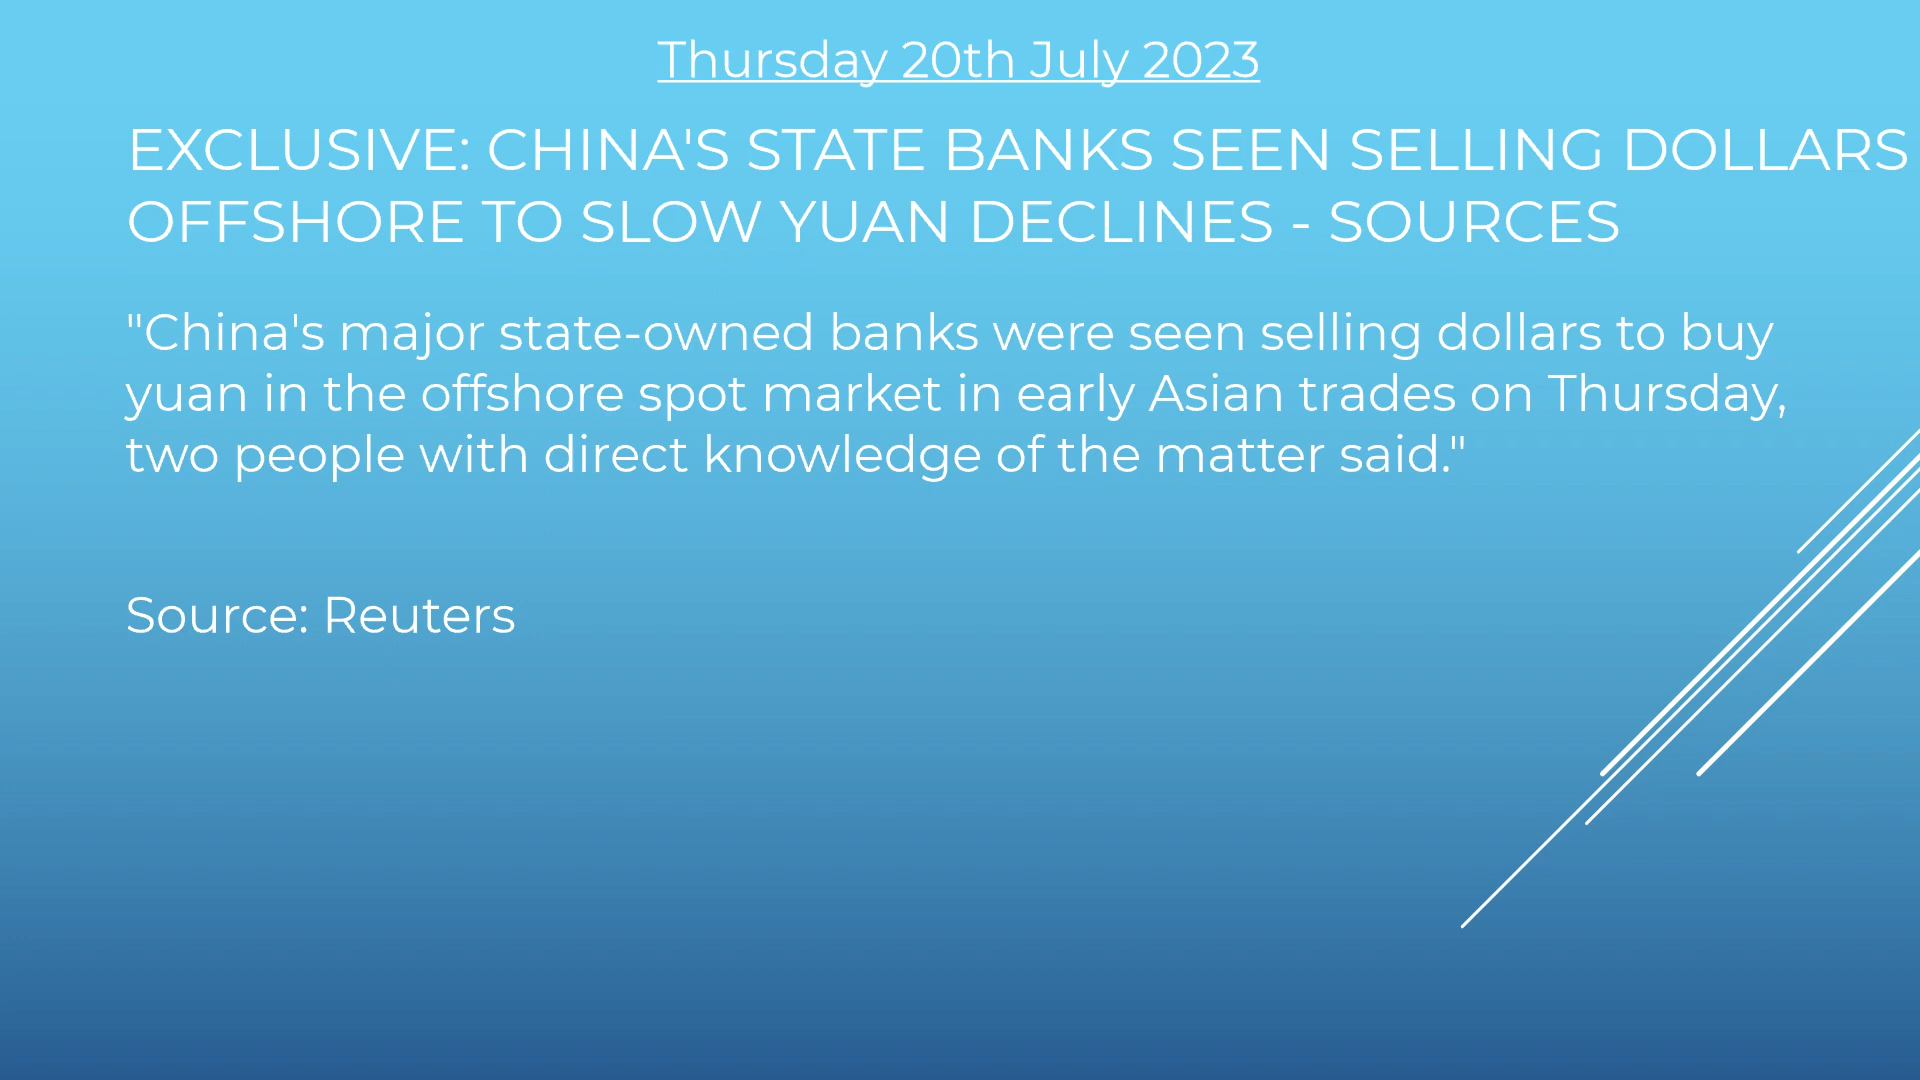 Thursday 20th July 2023
EXCLUSIVE: CHINA'S STATE BANKS SEEN SELLING DOLLARS
OFFSHORE TO SLOW YUAN DECLINES - SOURCES
"China's major state-owned banks were seen selling dollars to buy
yuan in the offshore spot market in early Asian trades on Thursday,
two people with direct knowledge of the matter said."
Source: Reuters